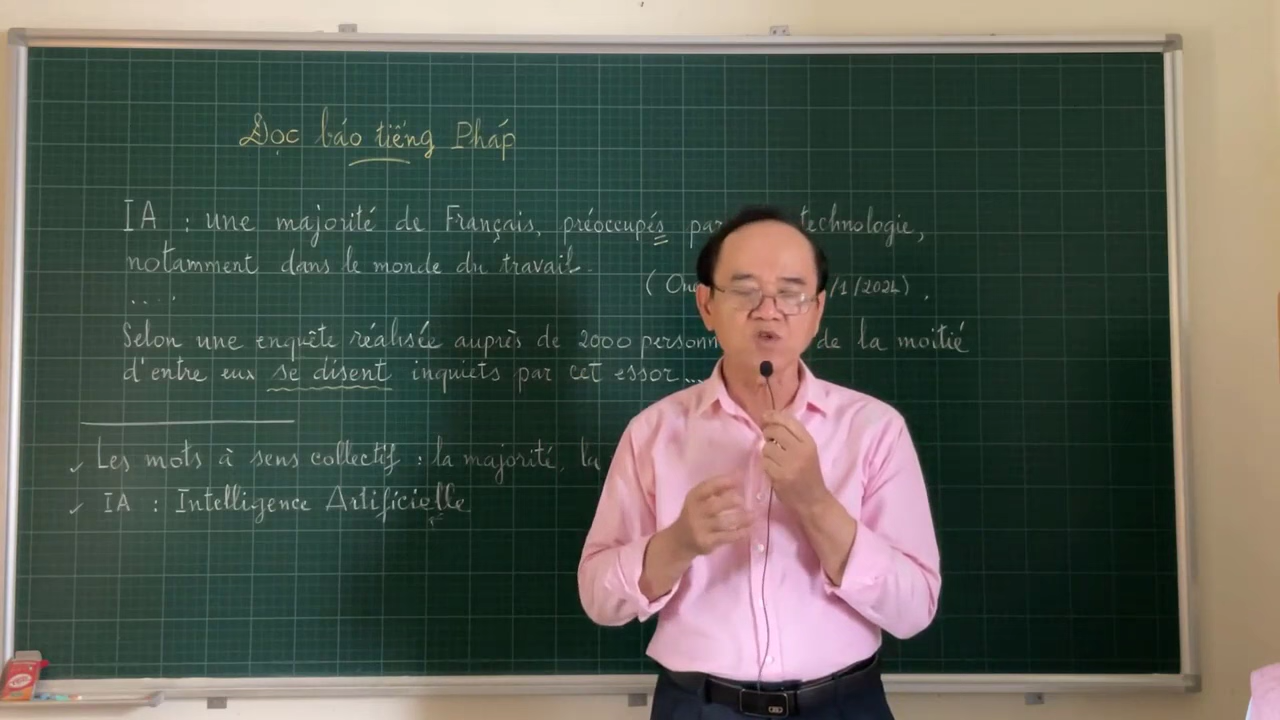 Đọc báo tiếng Pháp
IA : une majorité de Français, préoccupés par technologie,
notamment dans le monde du travail.
( /1/2024).
....
Selon une enquête réalisée auprès de 2000 de la moitié
d'entre eux se disent inquiets par cet essor...
✓ Les mots à sens collectif : la majorité, la
✓ IA : Intelligence Artificielle